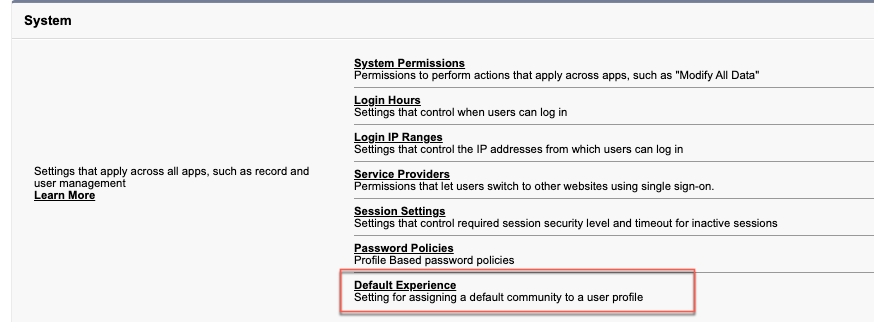 System
System Permissions
Permissions to perform actions that apply across apps, such as "Modify All Data"
Login Hours
Settings that control when users can log in
Login IP Ranges
Settings that control the IP addresses from which users can log in
Settings that apply across all apps, such as record and
user management
Learn More
Service Providers
Permissions that let users switch to other websites using single sign-on.
Session Settings
Settings that control required session security level and timeout for inactive sessions
Password Policies
Profile Based password policies
Default Experience
Setting for assigning a default community to a user profile